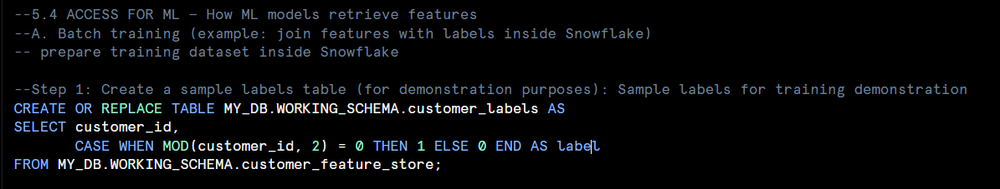 --5.4 ACCESS FOR ML – How ML models retrieve features
--A. Batch training (example: join features with labels inside Snowflake)
-- prepare training dataset inside Snowflake
--Step 1: Create a sample labels table (for demonstration purposes): Sample labels for training demonstration
CREATE OR REPLACE TABLE MY_DB.WORKING_SCHEMA.customer_labels AS
SELECT customer_id,
       CASE WHEN MOD(customer_id, 2) = 0 THEN 1 ELSE 0 END AS label
FROM MY_DB.WORKING_SCHEMA.customer_feature_store;